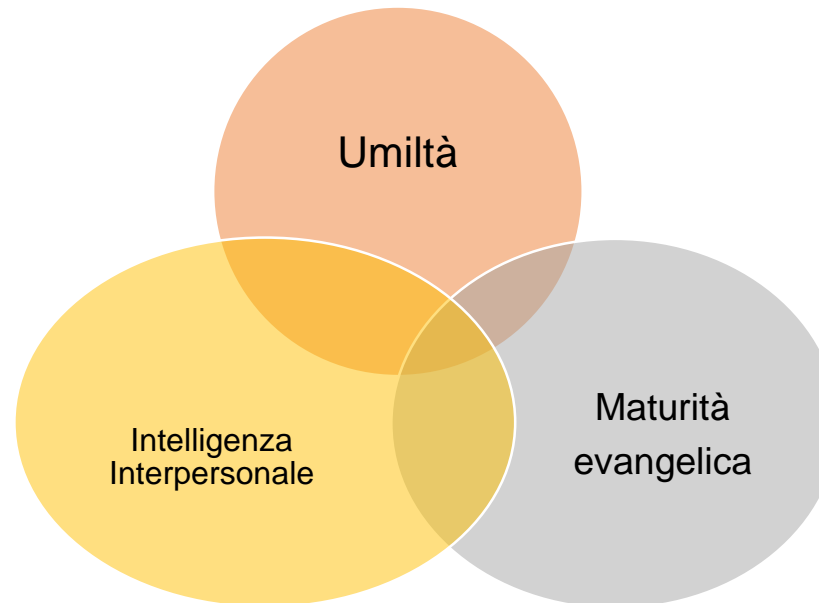 Umiltà
Intelligenza
Interpersonale
Maturità
evangelica